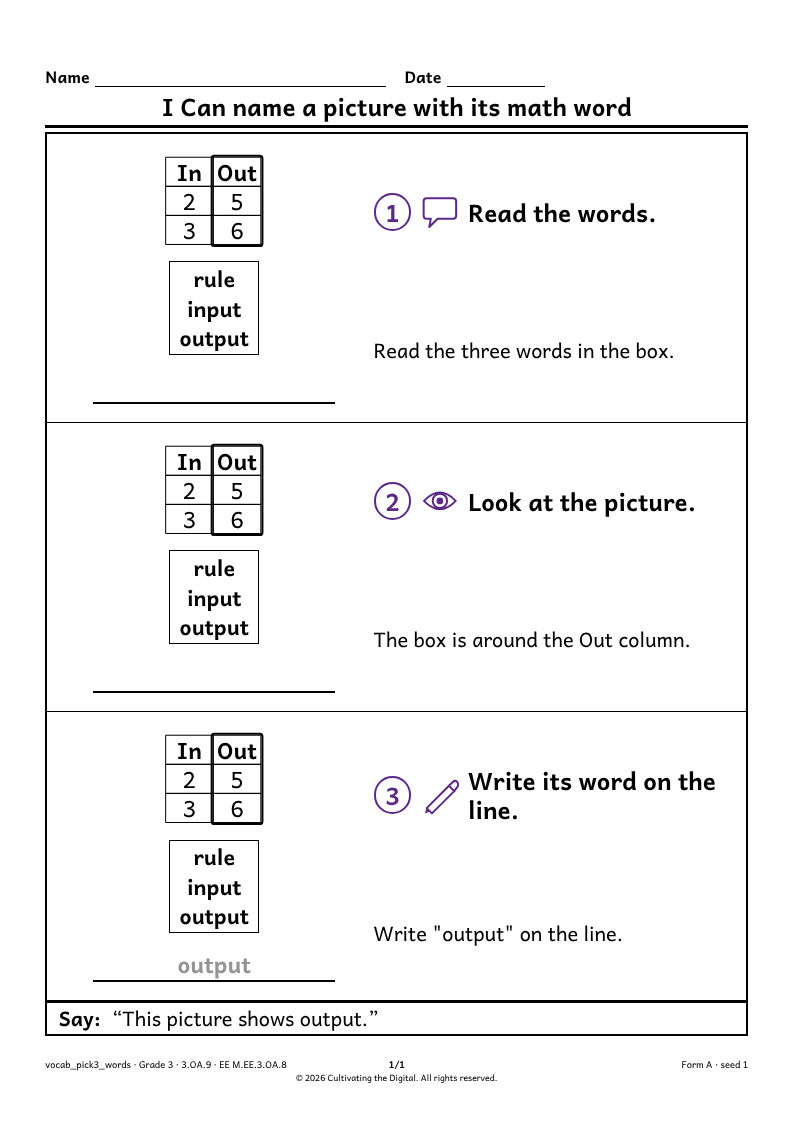 Name Date
I Can name a picture with its math word
In Out
2 5
3 6
rule
input
output
1 Read the words.
Read the three words in the box.
In Out
2 5
3 6
rule
input
output
2 Look at the picture.
The box is around the Out column.
In Out
2 5
3 6
rule
input
output
output
3 Write its word on the
line.
Write "output" on the line.
Say: “This picture shows output.”
vocab_pick3_words · Grade 3 · 3.OA.9 · EE M.EE.3.OA.8 1/1 Form A · seed 1
© 2026 Cultivating the Digital. All rights reserved.